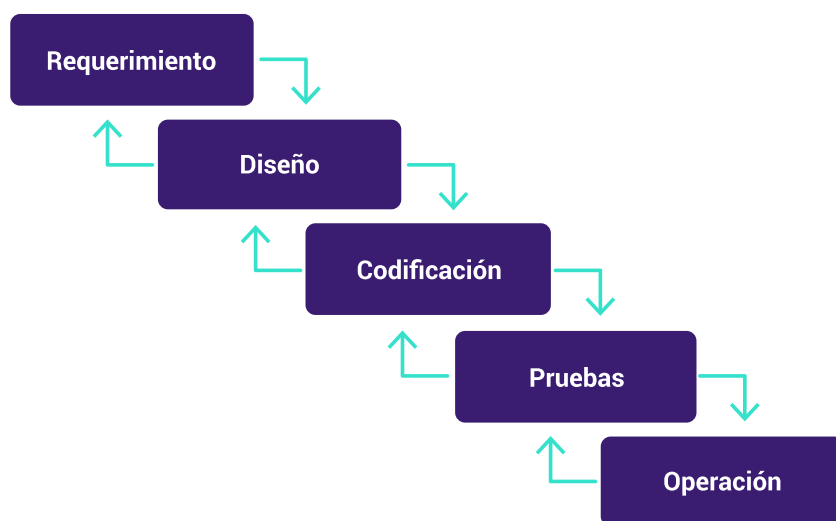 Requerimiento
Diseño
Codificación
Pruebas
Operación